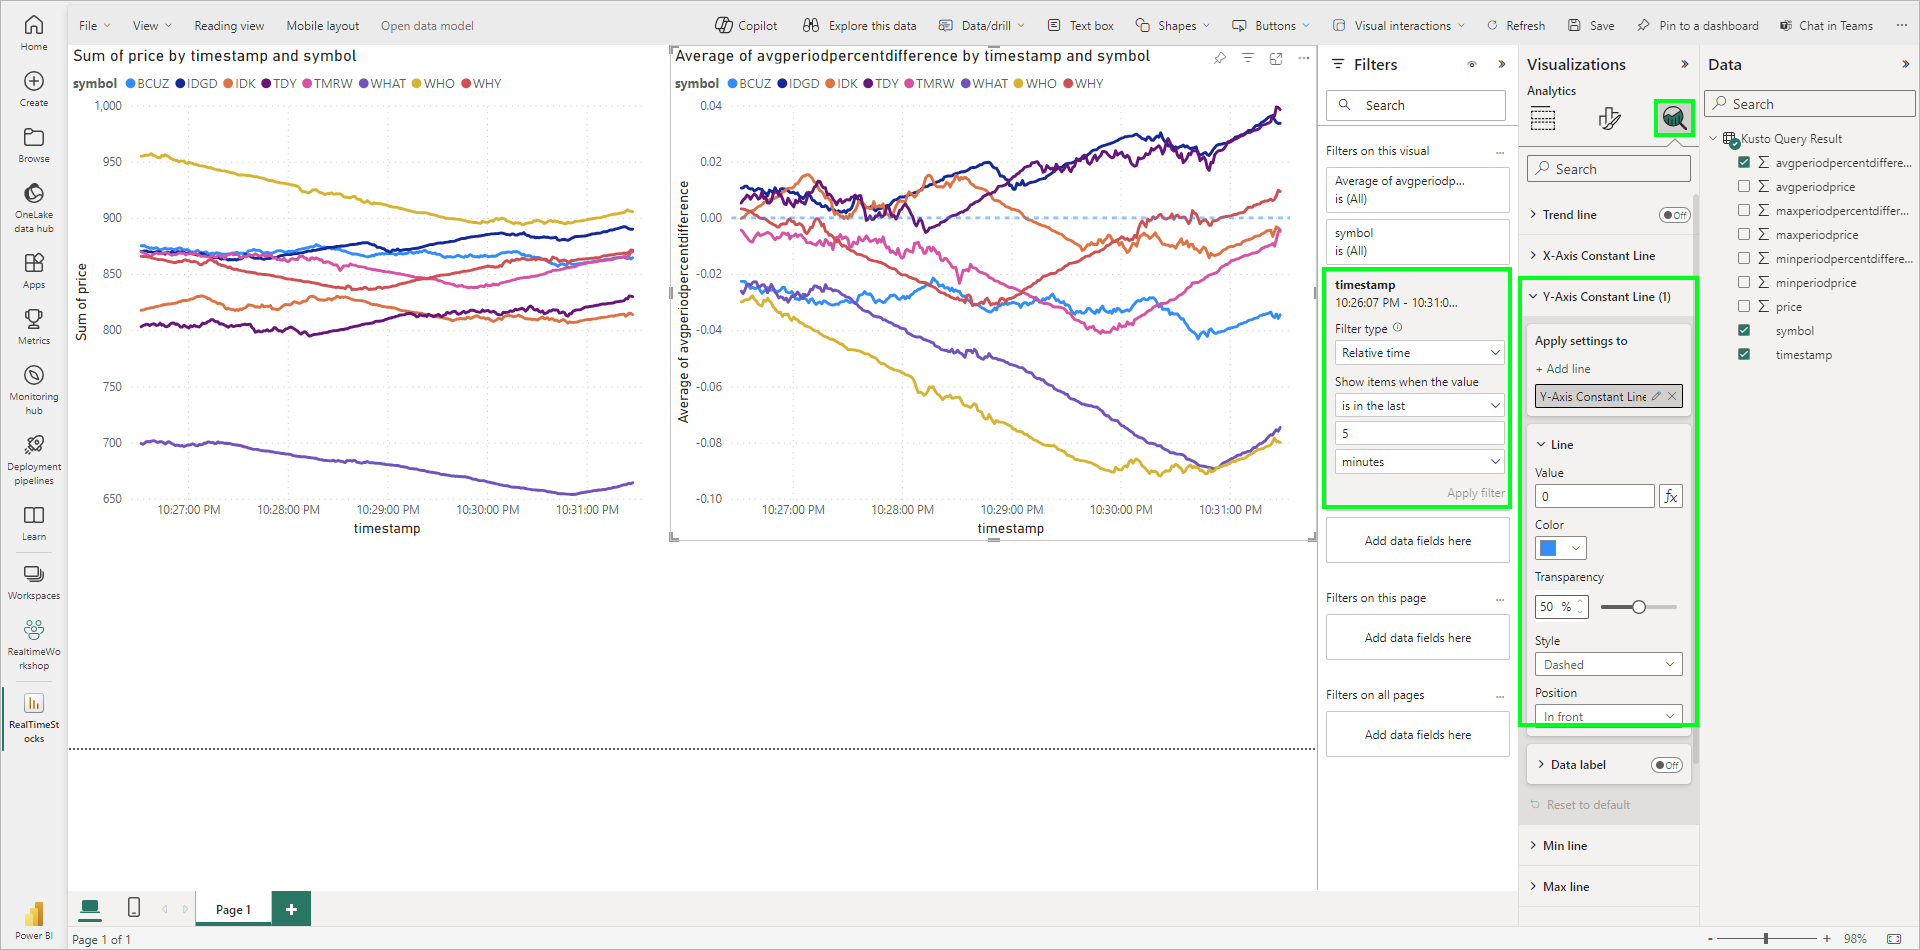 Home
Create
Browse
OneLake
data hub
Apps
Metrics
Monitoring
hub
Deployment
pipelines
Learn
Workspaces
RealtimeWo
rkshop
RealTimeSt
ocks
Power BI
File
View
Reading view
Mobile layout
Open data model
Copilot
Explore this data
Data/drill
Text box
Shapes
Buttons
Visual interactions
Refresh
Save
Pin to a dashboard
Chat in Teams
...
Sum of price by timestamp and symbol
symbol BCUZ IDGD IDK TDY TMRW WHAT WHO WHY
1,000
950
900
850
800
750
700
650
Sum of price
10:27:00 PM 10:28:00 PM 10:29:00 PM 10:30:00 PM 10:31:00 PM
timestamp
Average of avgperiodpercentdifference by timestamp and symbol
symbol BCUZ IDGD IDK TDY TMRW WHAT WHO WHY
0.04
0.02
0.00
-0.02
-0.04
-0.06
-0.08
-0.10
Average of avgperiodpercentdifference
10:27:00 PM 10:28:00 PM 10:29:00 PM 10:30:00 PM 10:31:00 PM
timestamp
Filters
Search
Filters on this visual
...
Average of avgperiodp...
is (All)
symbol
is (All)
timestamp
10:26:07 PM - 10:31:0...
Filter type
Relative time
Show items when the value
is in the last
5
minutes
Apply filter
Add data fields here
Filters on this page
...
Add data fields here
Filters on all pages
...
Add data fields here
Visualizations
Analytics
Search
Trend line
Off
X-Axis Constant Line
Y-Axis Constant Line (1)
Apply settings to
+ Add line
Y-Axis Constant Line
Line
Value
0
fx
Color
Transparency
50 %
Style
Dashed
Position
In front
Data label
Off
Reset to default
Min line
Max line
Data
Search
Kusto Query Result
avgperiodpercentdiffere...
avgperiodprice
maxperiodpercentdiffer...
maxperiodprice
minperiodpercentdiffere...
minperiodprice
price
symbol
timestamp
Page 1
+
Page 1 of 1
- + 98%